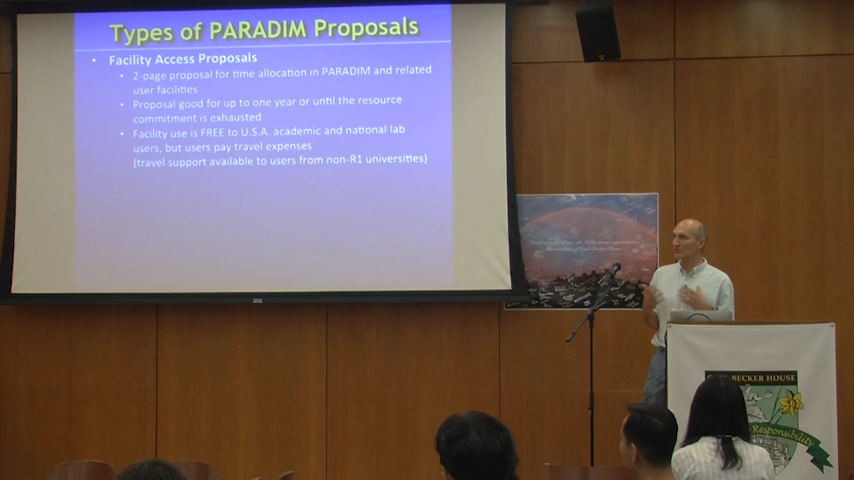 Types of PARADIM Proposals
• Facility Access Proposals
• 2-page proposal for time allocation in PARADIM and related
user facilities
• Proposal good for up to one year or until the resource
commitment is exhausted
• Facility use is FREE to U.S.A. academic and national lab
users, but users pay travel expenses
(travel support available to users from non-R1 universities)
BECKER HOUSE
Responsibility